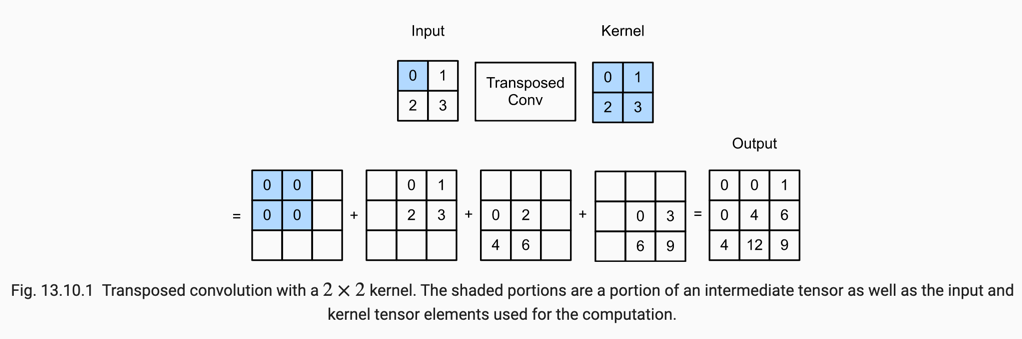 Input Kernel
0 1 Transposed 0 1
2 3 Conv 2 3
Output
0 0 0 1 0 0 1
= 0 0 + 2 3 + 0 2 + 0 3 = 0 4 6
4 6 6 9 4 12 9
Fig. 13.10.1 Transposed convolution with a 2 × 2 kernel. The shaded portions are a portion of an intermediate tensor as well as the input and
kernel tensor elements used for the computation.